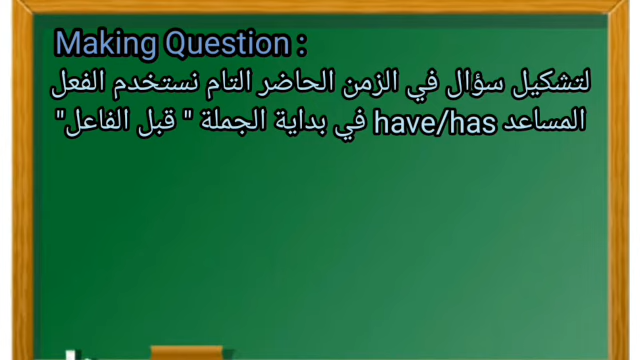 Making Question :
لتشكيل سؤال في الزمن الحاضر التام نستخدم الفعل
المساعد have/has في بداية الجملة " قبل الفاعل"